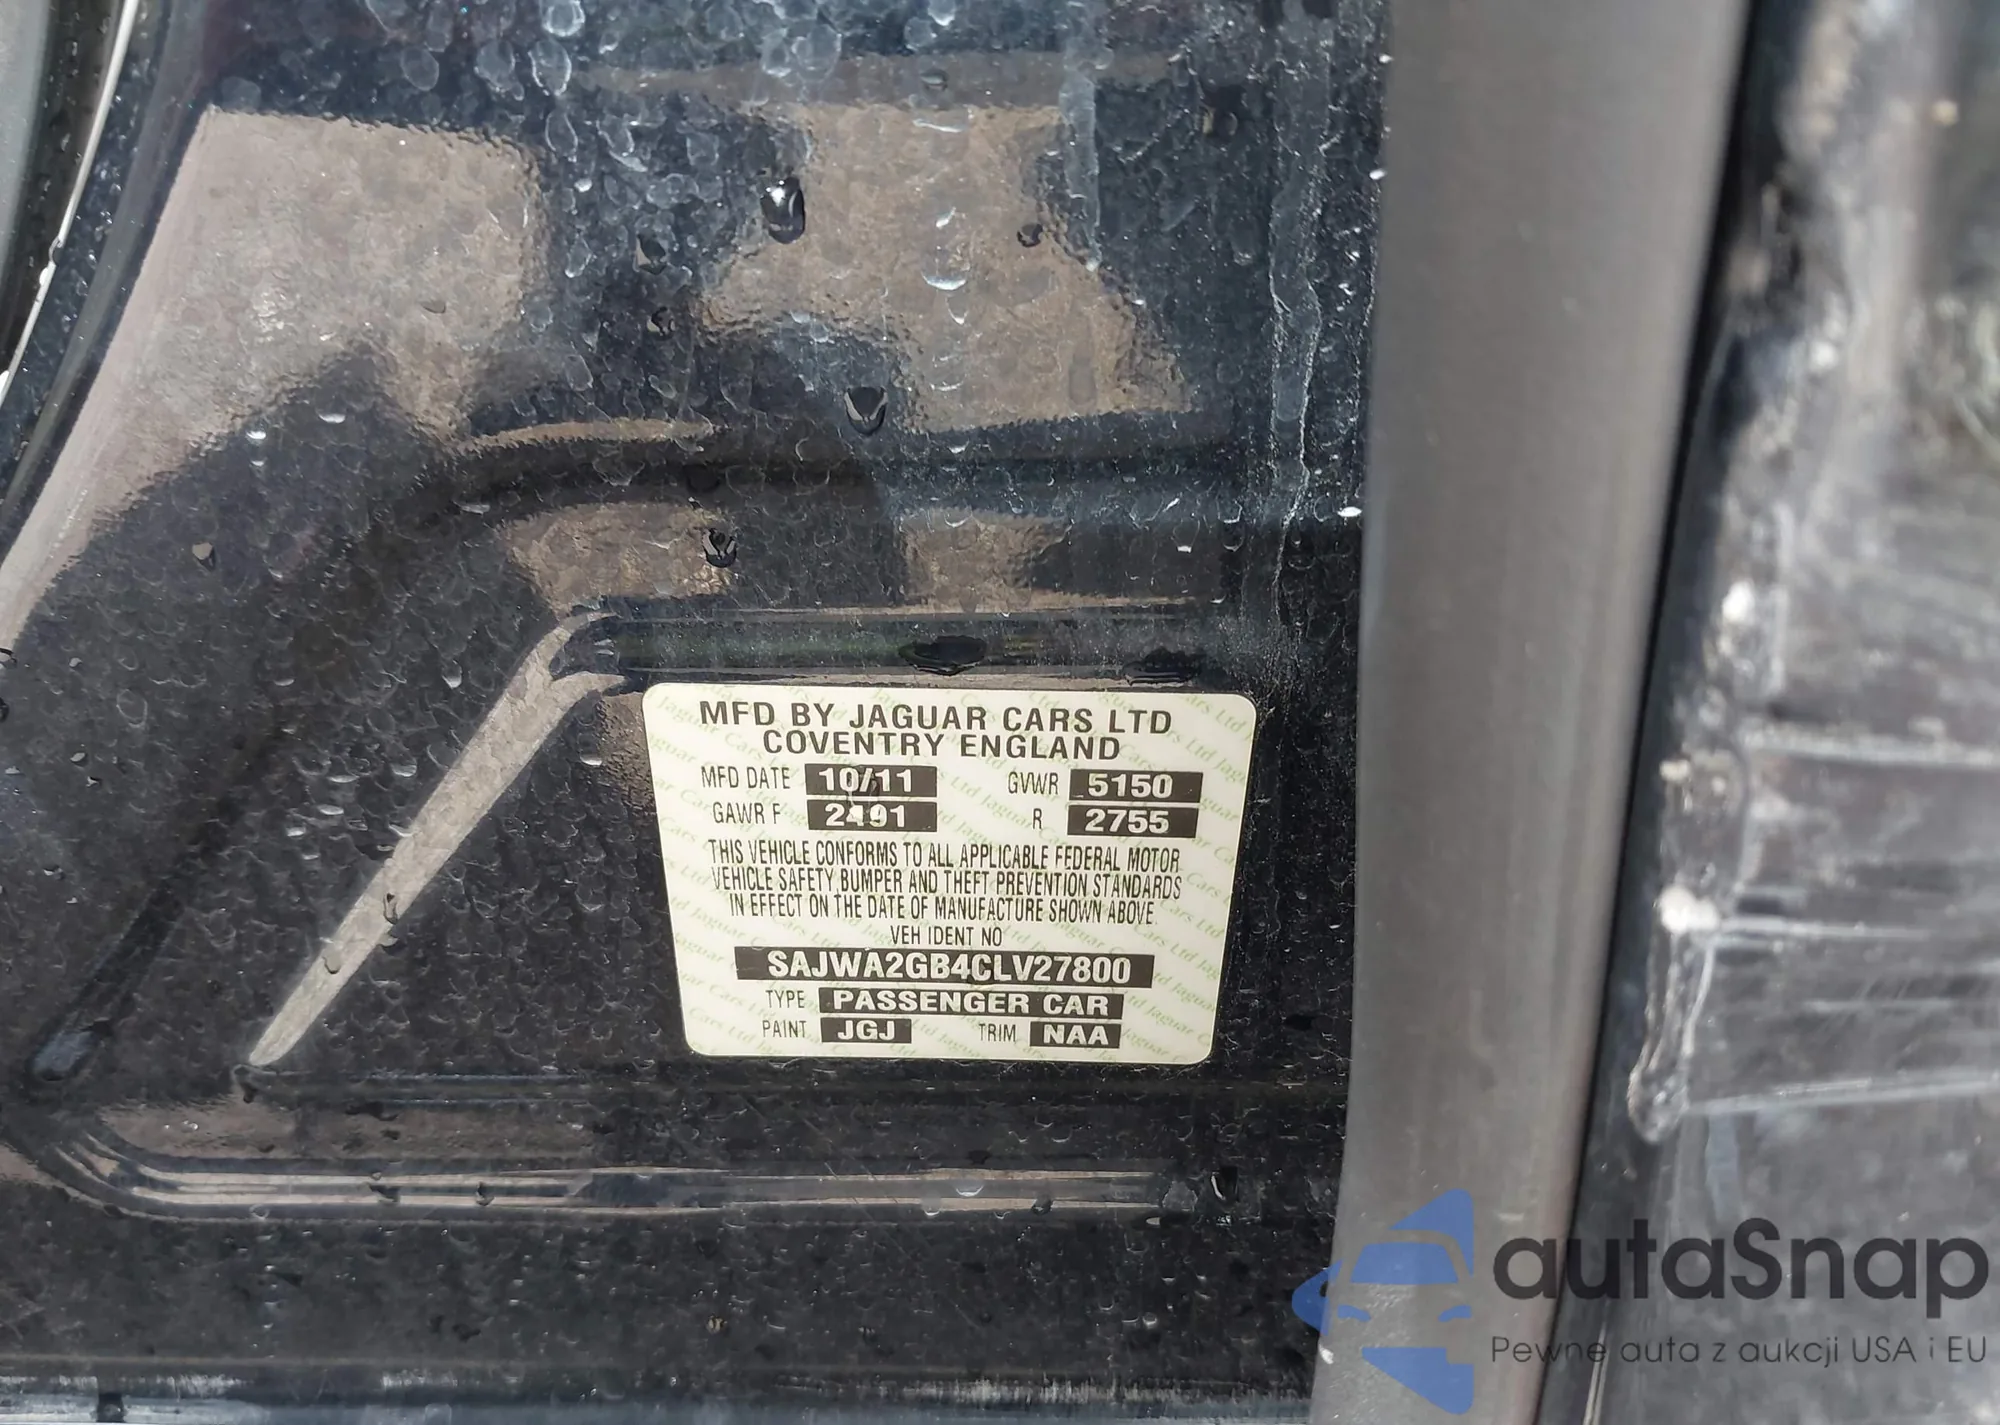 MFD BY JAGUAR CARS LTD
COVENTRY ENGLAND
MFD DATE 10/11 GVWR 5150
GAWR F 2491 R 2755
THIS VEHICLE CONFORMS TO ALL APPLICABLE FEDERAL MOTOR
VEHICLE SAFETY, BUMPER AND THEFT PREVENTION STANDARDS
IN EFFECT ON THE DATE OF MANUFACTURE SHOWN ABOVE.
VEH IDENT NO
SAJWA2GB4CLV27800
TYPE PASSENGER CAR
PAINT JGJ TRIM NAA
autaSnap
Pewne auta z aukcji USA i EU